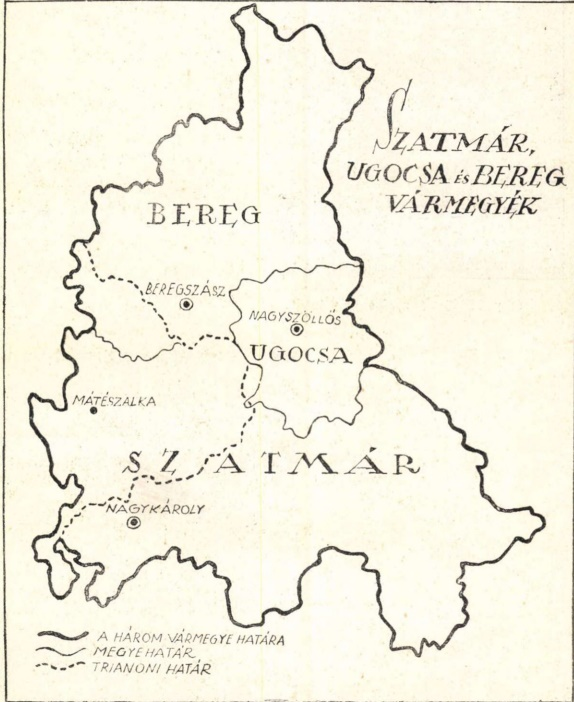 SZATMÁR,
UGOCSA és BEREG
VÁRMEGYÉK
BEREG
BEREGSZÁSZ
NAGYSZÖLLŐS
UGOCSA
MÁTÉSZALKA
SZATMÁR
NAGYKÁROLY
A HÁROM VÁRMEGYE HATÁRA
MEGYEHATÁR
TRIANONI HATÁR